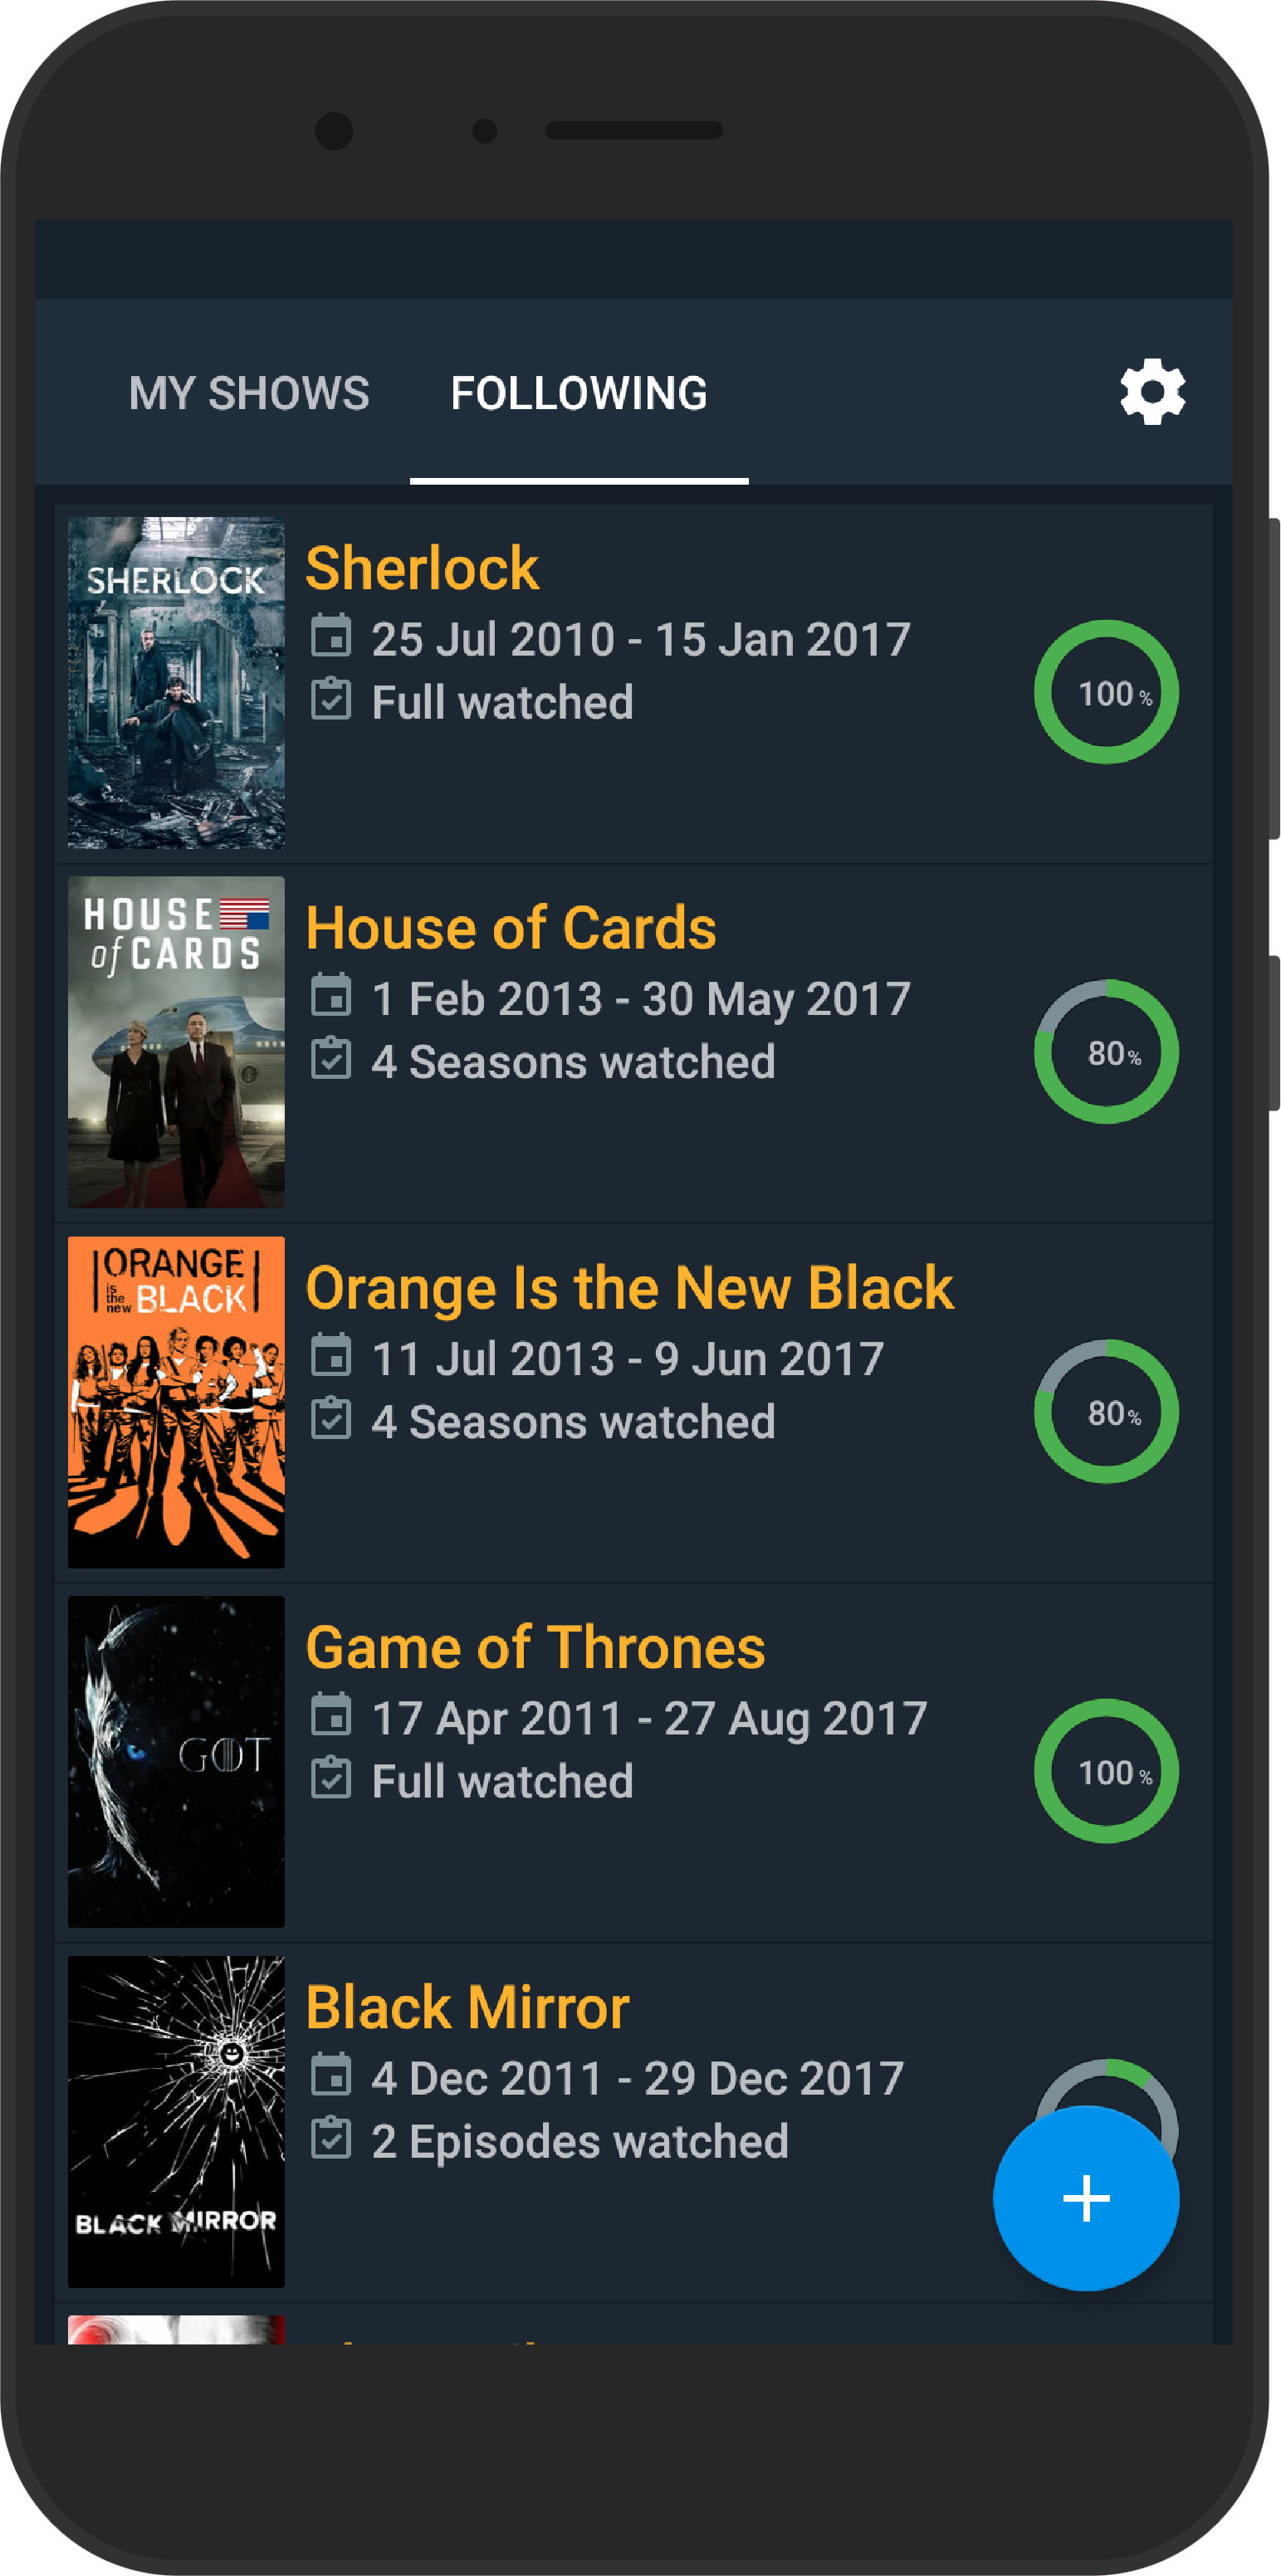 MY SHOWS FOLLOWING
SHERLOCK
Sherlock
25 Jul 2010 - 15 Jan 2017
Full watched
100 %
HOUSE
of CARDS
House of Cards
1 Feb 2013 - 30 May 2017
4 Seasons watched
80%
ORANGE
is the new BLACK
Orange Is the New Black
11 Jul 2013 - 9 Jun 2017
4 Seasons watched
80%
GOT
Game of Thrones
17 Apr 2011 - 27 Aug 2017
Full watched
100 %
BLACK MIRROR
Black Mirror
4 Dec 2011 - 29 Dec 2017
2 Episodes watched
+